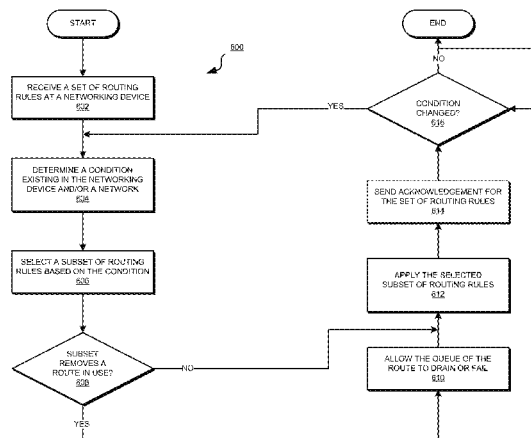 START
600
RECEIVE A SET OF ROUTING
RULES AT A NETWORKING DEVICE
602
DETERMINE A CONDITION
EXISTING IN THE NETWORKING
DEVICE AND/OR A NETWORK
604
SELECT A SUBSET OF ROUTING
RULES BASED ON THE CONDITION
606
SUBSET
REMOVES A
ROUTE IN USE?
608
NO
YES
ALLOW THE QUEUE OF THE
ROUTE TO DRAIN OR FAIL
610
APPLY THE SELECTED
SUBSET OF ROUTING RULES
612
SEND ACKNOWLEDGEMENT FOR
THE SET OF ROUTING RULES
614
CONDITION
CHANGED?
616
YES
NO
END